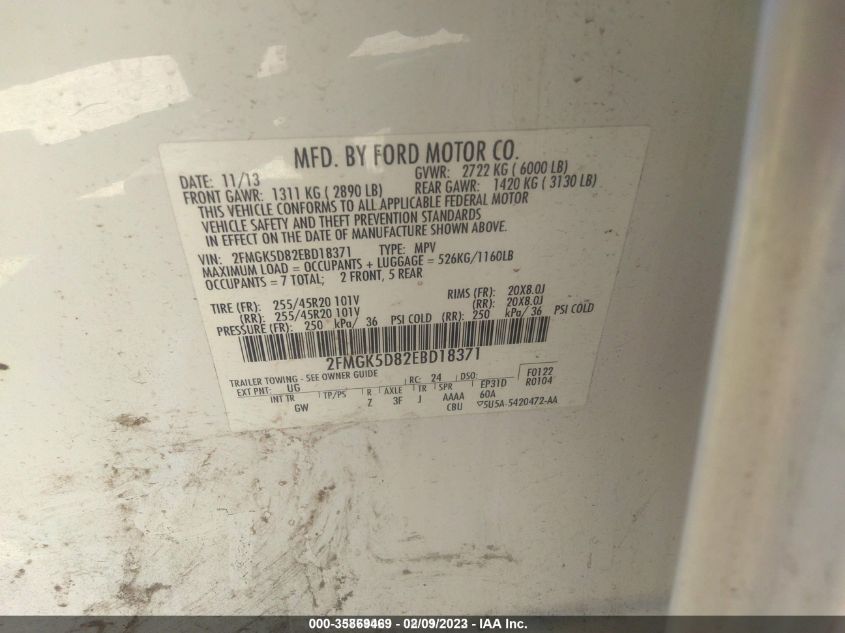 MFD. BY FORD MOTOR CO.
DATE: 11/13 GVWR: 2722 KG ( 6000 LB)
FRONT GAWR: 1311 KG ( 2890 LB) REAR GAWR: 1420 KG ( 3130 LB)
THIS VEHICLE CONFORMS TO ALL APPLICABLE FEDERAL MOTOR
VEHICLE SAFETY AND THEFT PREVENTION STANDARDS
IN EFFECT ON THE DATE OF MANUFACTURE SHOWN ABOVE.
VIN: 2FMGK5D82EBD18371 TYPE: MPV
MAXIMUM LOAD = OCCUPANTS + LUGGAGE = 526KG/1160LB
OCCUPANTS = 7 TOTAL; 2 FRONT, 5 REAR
TIRE (FR): 255/45R20 101V RIMS (FR): 20X8.0J
(RR): 255/45R20 101V (RR): 20X8.0J
PRESSURE (FR): 250 kPa/ 36 PSI COLD (RR): 250 kPa/ 36 PSI COLD
2FMGK5D82EBD18371
TRAILER TOWING - SEE OWNER GUIDE F0122
EXT PNT: UG RC: 24 DSO: R0104
INT TR TP/PS R AXLE TR SPR EP31D
GW Z 3F J AAAA 60A
CBU ▽5U5A-5420472-AA
000-35869469 - 02/09/2023 - IAA Inc.